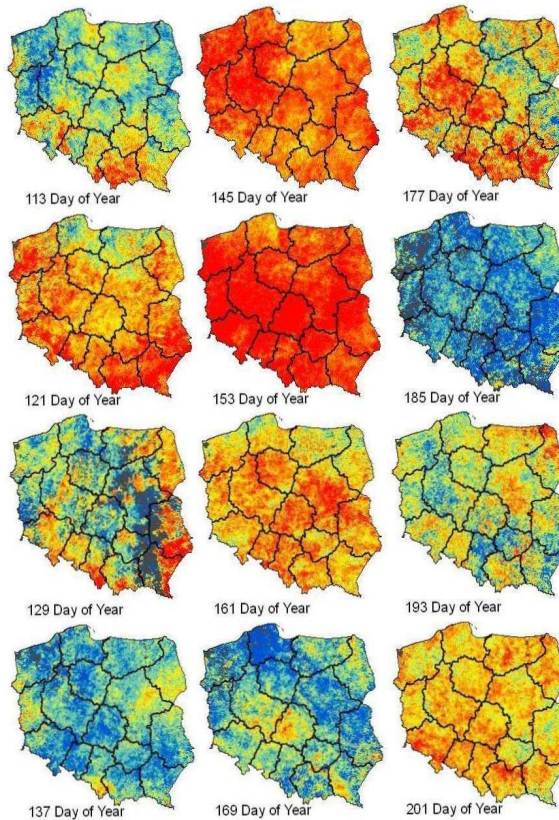 113 Day of Year
145 Day of Year
177 Day of Year
121 Day of Year
153 Day of Year
185 Day of Year
129 Day of Year
161 Day of Year
193 Day of Year
137 Day of Year
169 Day of Year
201 Day of Year